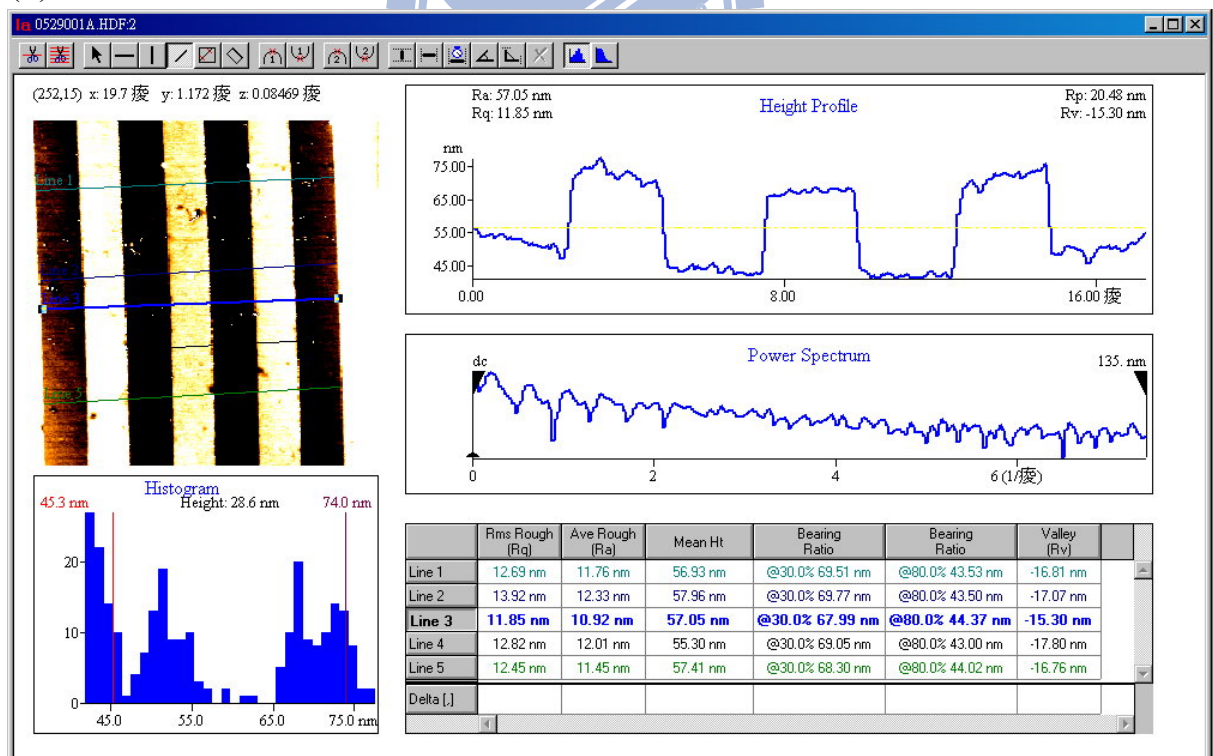 0529001A.HDF:2
(252,15) x: 19.7 痿 y: 1.172 痿 z: 0.08469 痿
Line 1
Line 2
Line 3
Line 5
Histogram
45.3 nm
Height: 28.6 nm
74.0 nm
20
10
0
45.0 55.0 65.0 75.0 nm
Ra: 57.05 nm
Rq: 11.85 nm
Height Profile
Rp: 20.48 nm
Rv: -15.30 nm
nm
75.00
65.00
55.00
45.00
0.00 8.00 16.00 痿
dc
Power Spectrum
135. nm
0 2 4 6 (1/痿)
Rms Rough (Rq) Ave Rough (Ra) Mean Ht Bearing Ratio Bearing Ratio Valley (Rv)
Line 1 12.69 nm 11.76 nm 56.93 nm @30.0% 69.51 nm @80.0% 43.53 nm -16.81 nm
Line 2 13.92 nm 12.33 nm 57.96 nm @30.0% 69.77 nm @80.0% 43.50 nm -17.07 nm
Line 3 11.85 nm 10.92 nm 57.05 nm @30.0% 67.99 nm @80.0% 44.37 nm -15.30 nm
Line 4 12.82 nm 12.01 nm 55.30 nm @30.0% 69.05 nm @80.0% 43.00 nm -17.80 nm
Line 5 12.45 nm 11.45 nm 57.41 nm @30.0% 68.30 nm @80.0% 44.02 nm -16.76 nm
Delta [,]